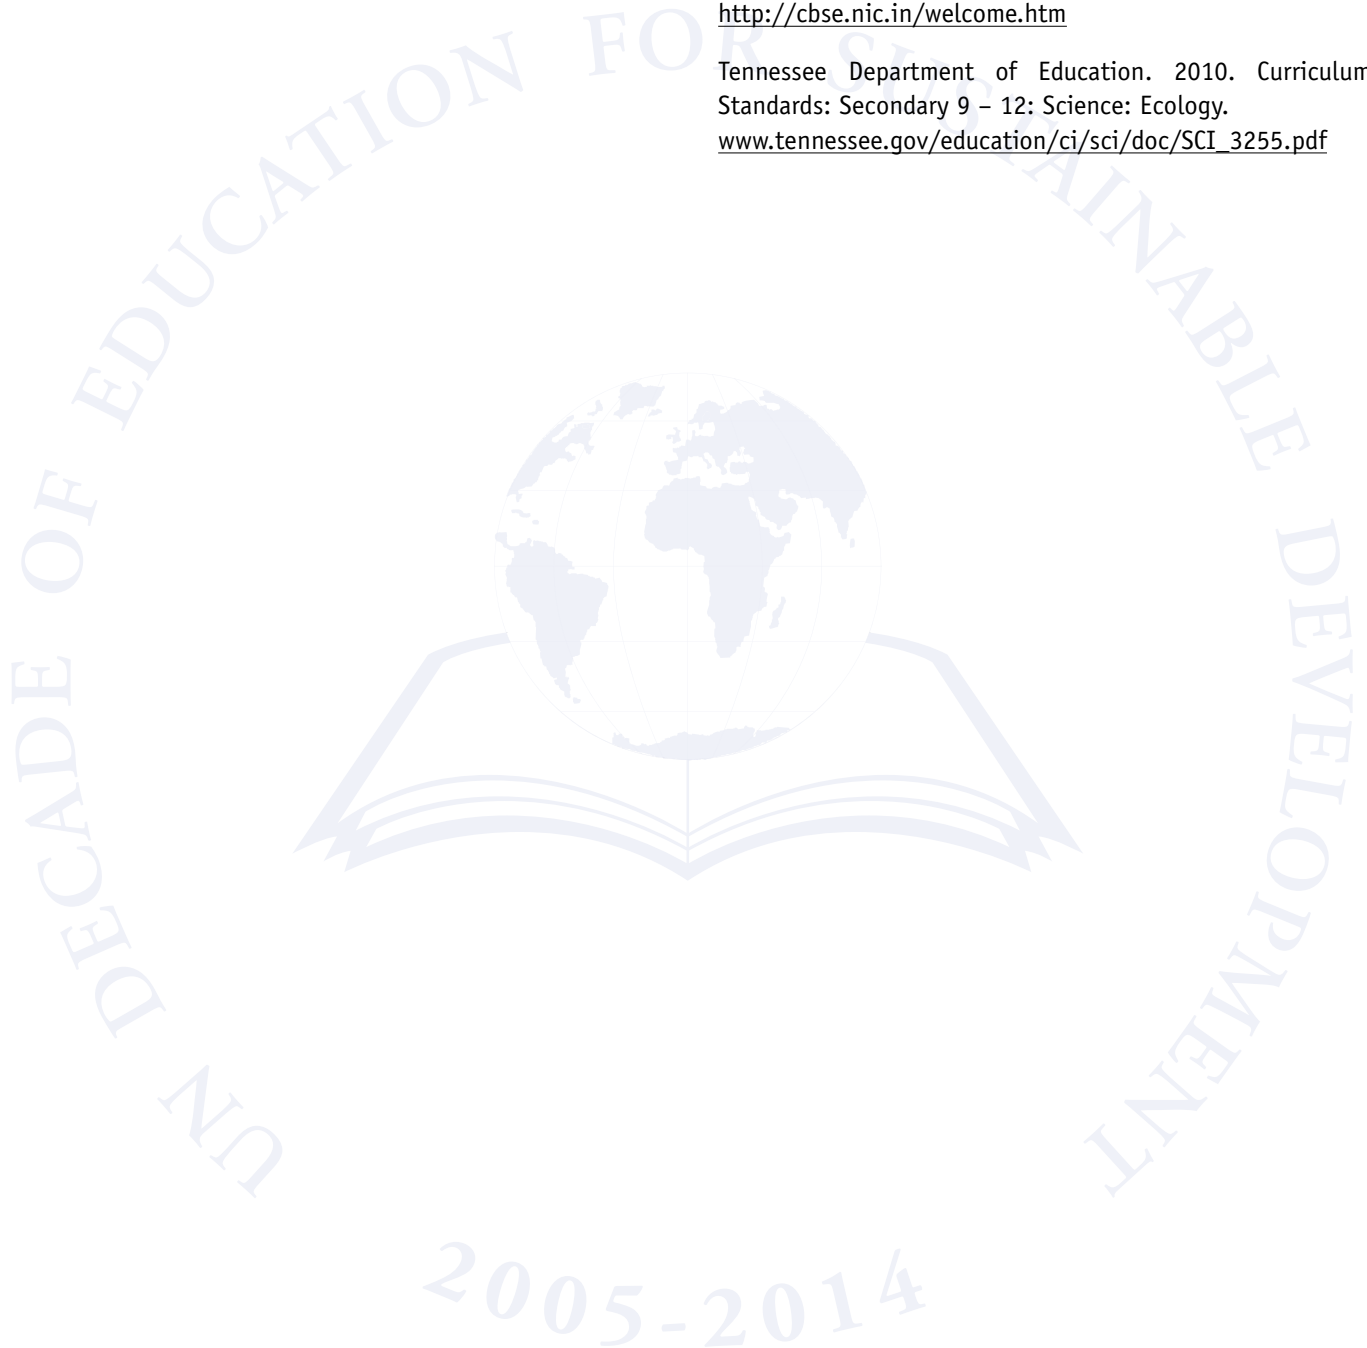 http://cbse.nic.in/welcome.htm
Tennessee Department of Education. 2010. Curriculum
Standards: Secondary 9 – 12: Science: Ecology.
www.tennessee.gov/education/ci/sci/doc/SCI_3255.pdf
UN DECADE OF EDUCATION FOR SUSTAINABLE DEVELOPMENT
2005-2014